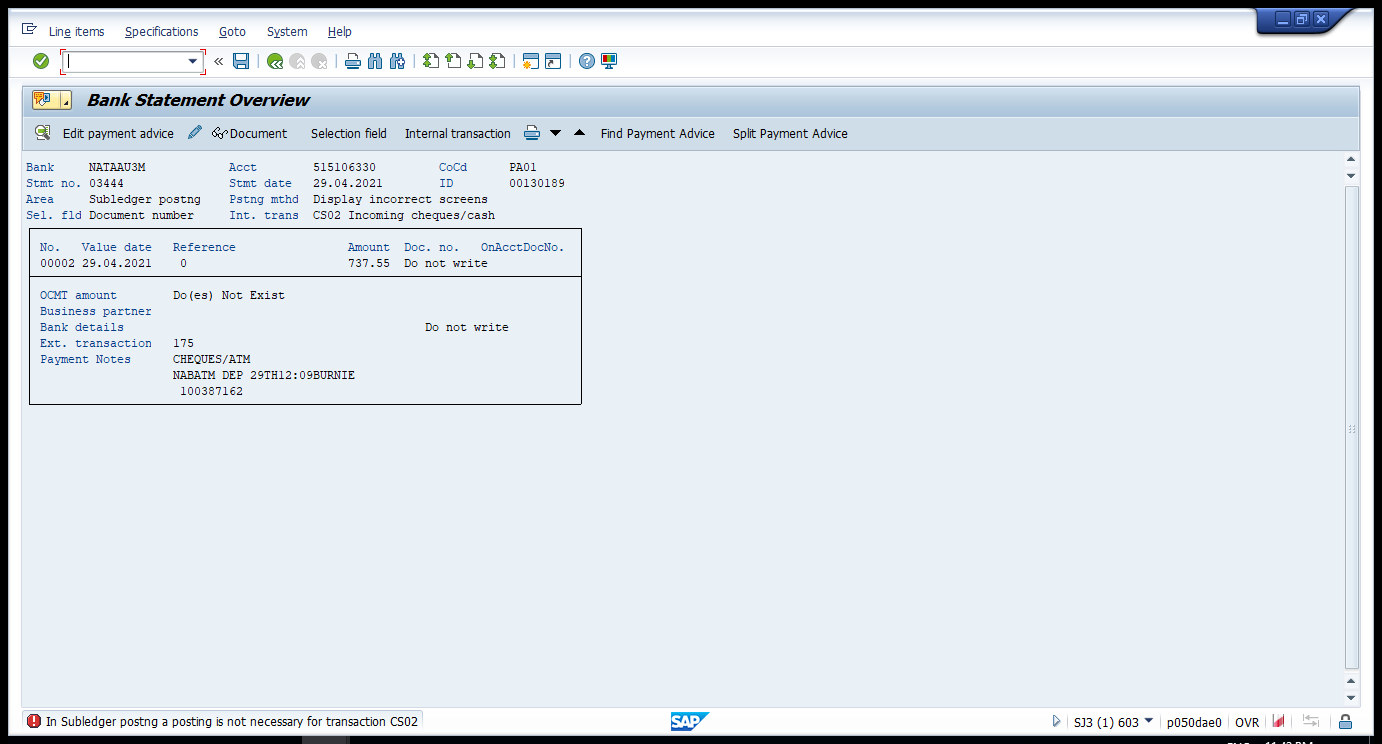 Line items Specifications Goto System Help
«
Bank Statement Overview
Edit payment advice Document Selection field Internal transaction Find Payment Advice Split Payment Advice
Bank NATAAU3M Acct 515106330 CoCd PA01
Stmt no. 03444 Stmt date 29.04.2021 ID 00130189
Area Subledger postng Pstng mthd Display incorrect screens
Sel. fld Document number Int. trans CS02 Incoming cheques/cash
No. Value date Reference Amount Doc. no. OnAcctDocNo.
00002 29.04.2021 0 737.55 Do not write
OCMT amount Do(es) Not Exist
Business partner
Bank details Do not write
Ext. transaction 175
Payment Notes CHEQUES/ATM
NABATM DEP 29TH12:09BURNIE
100387162
In Subledger postng a posting is not necessary for transaction CS02
SAP
SJ3 (1) 603 p050dae0 OVR